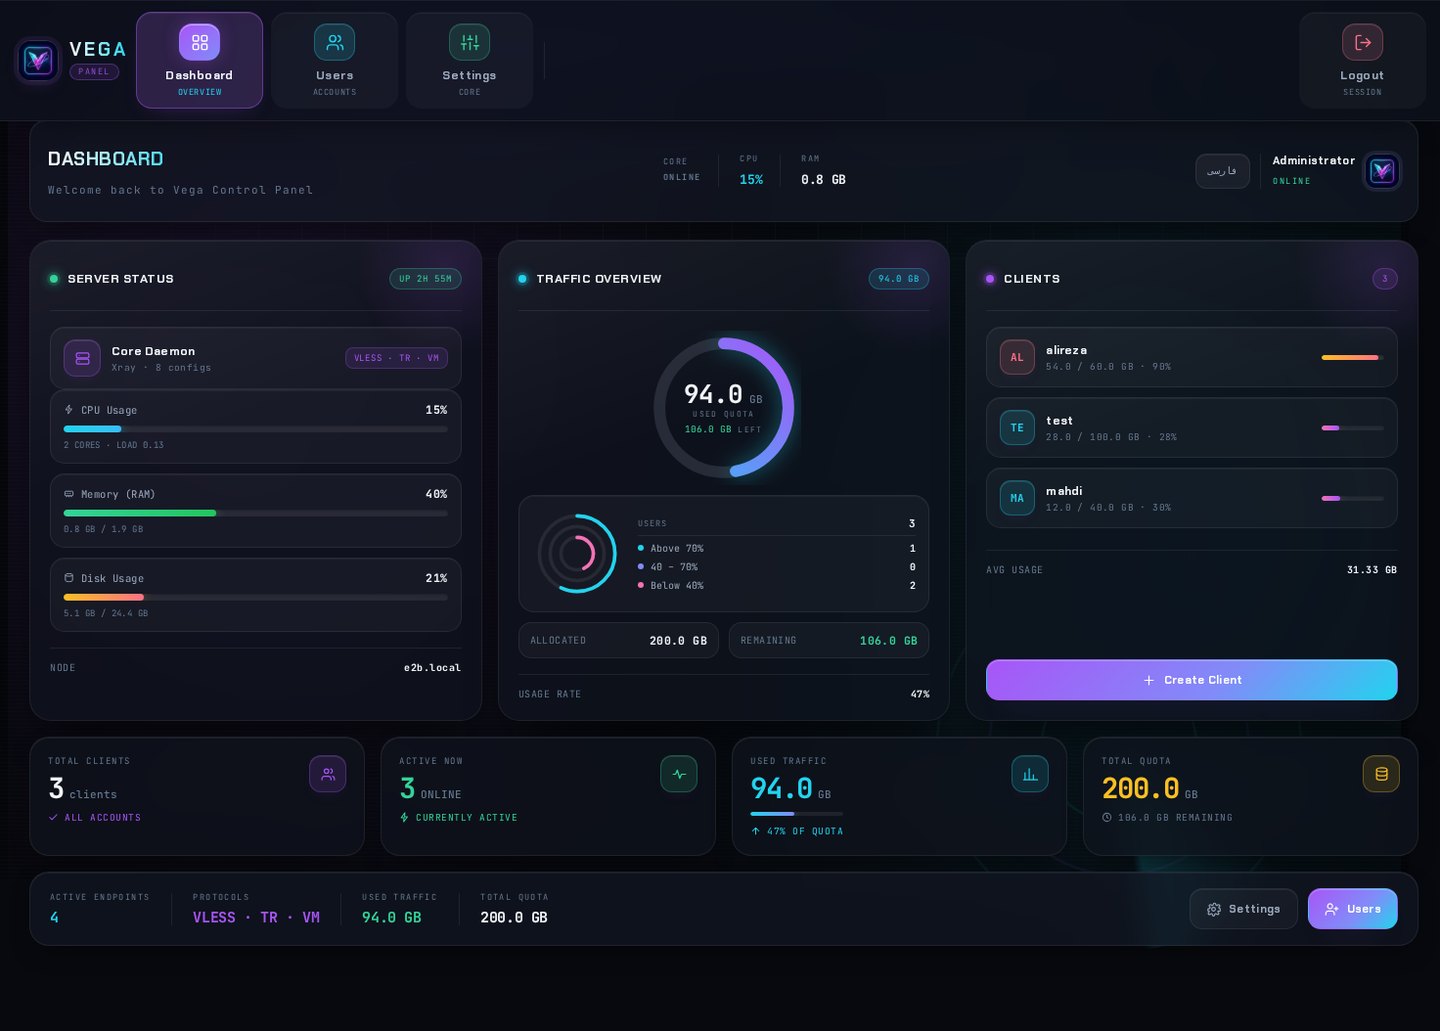 VEGA
PANEL
Dashboard
OVERVIEW
Users
ACCOUNTS
Settings
CORE
Logout
SESSION
DASHBOARD
Welcome back to Vega Control Panel
CORE
ONLINE
CPU
15%
RAM
0.8 GB
فارسی
Administrator
ONLINE
SERVER STATUS
UP 2H 55M
Core Daemon
Xray · 8 configs
VLESS · TR · VM
CPU Usage
15%
2 CORES · LOAD 0.13
Memory (RAM)
40%
0.8 GB / 1.9 GB
Disk Usage
21%
5.1 GB / 24.4 GB
NODE
e2b.local
TRAFFIC OVERVIEW
94.0 GB
94.0 GB
USED QUOTA
106.0 GB LEFT
USERS
3
Above 70%
1
40 – 70%
0
Below 40%
2
ALLOCATED
200.0 GB
REMAINING
106.0 GB
USAGE RATE
47%
CLIENTS
3
AL
alireza
54.0 / 60.0 GB · 90%
TE
test
28.0 / 100.0 GB · 28%
MA
mahdi
12.0 / 40.0 GB · 30%
AVG USAGE
31.33 GB
Create Client
TOTAL CLIENTS
3 clients
ALL ACCOUNTS
ACTIVE NOW
3 ONLINE
CURRENTLY ACTIVE
USED TRAFFIC
94.0 GB
47% OF QUOTA
TOTAL QUOTA
200.0 GB
106.0 GB REMAINING
ACTIVE ENDPOINTS
4
PROTOCOLS
VLESS · TR · VM
USED TRAFFIC
94.0 GB
TOTAL QUOTA
200.0 GB
Settings
Users